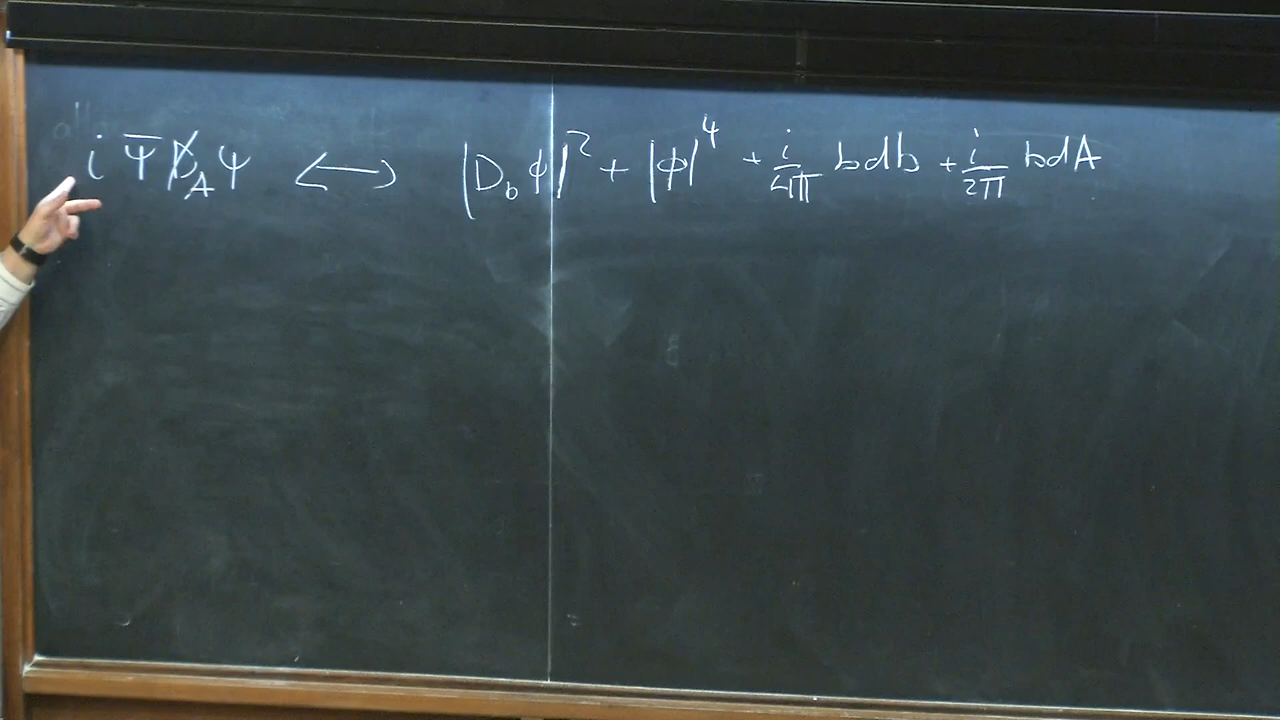 i Ψ̄ D̸_A Ψ ⟷ |D_b ϕ|² + |ϕ|⁴ + i/4π bdb + i/2π bdA